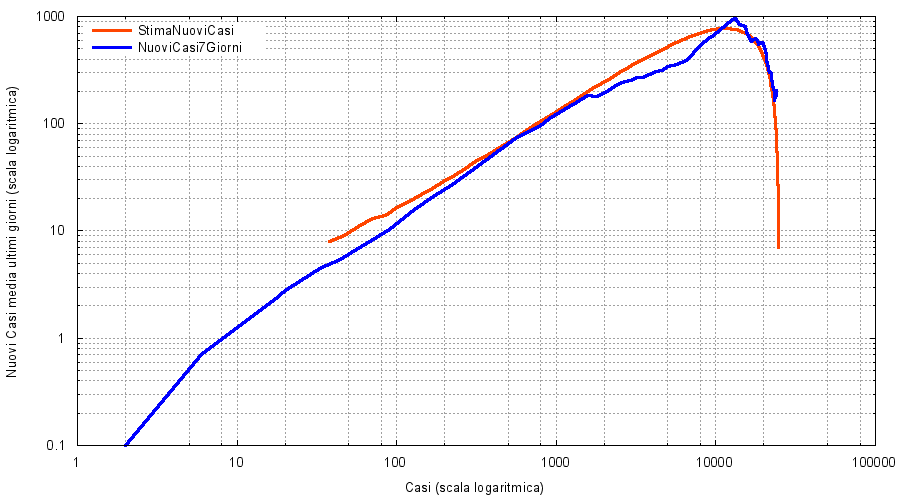 1000
100
10
1
0.1
StimaNuoviCasi
NuoviCasi7Giorni
Nuovi Casi media ultimi giorni (scala logaritmica)
1 10 100 1000 10000 100000
Casi (scala logaritmica)